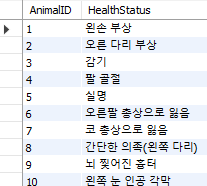 AnimalID HealthStatus
1 왼손 부상
2 오른 다리 부상
3 감기
4 팔 골절
5 실명
6 오른팔 총상으로 잃음
7 코 총상으로 잃음
8 간단한 의족(왼쪽 다리)
9 뇌 찢어진 흉터
10 왼쪽 눈 인공 각막